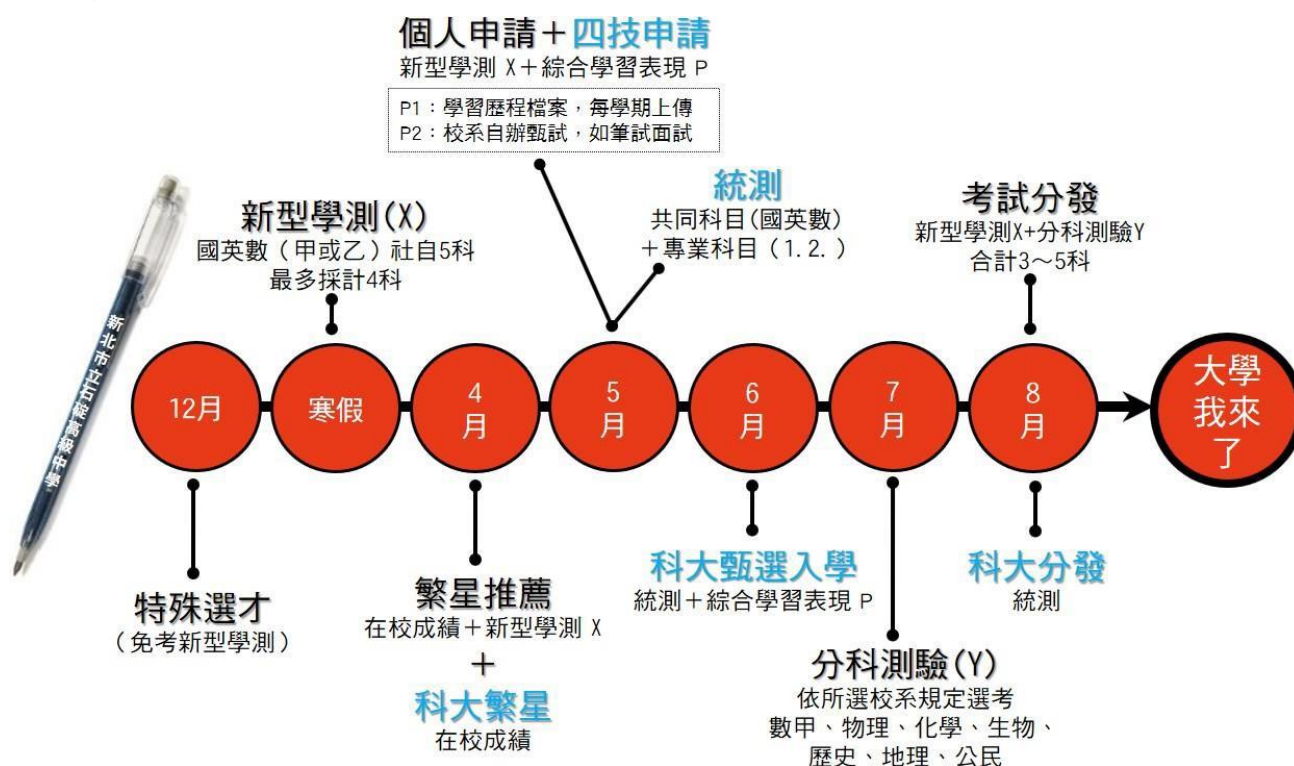 個人申請＋四技申請
新型學測 X＋綜合學習表現 P
P1：學習歷程檔案，每學期上傳
P2：校系自辦甄試，如筆試面試
新型學測(X)
國英數（甲或乙）社自5科
最多採計4科
統測
共同科目(國英數)
＋專業科目（1.2.）
考試分發
新型學測X+分科測驗Y
合計3～5科
新北市立石碇高級中學
12月
寒假
4
月
5
月
6
月
7
月
8
月
大學
我來
了
特殊選才
（免考新型學測）
繁星推薦
在校成績＋新型學測 X
＋
科大繁星
在校成績
科大甄選入學
統測＋綜合學習表現 P
分科測驗(Y)
依所選校系規定選考
數甲、物理、化學、生物、
歷史、地理、公民
科大分發
統測